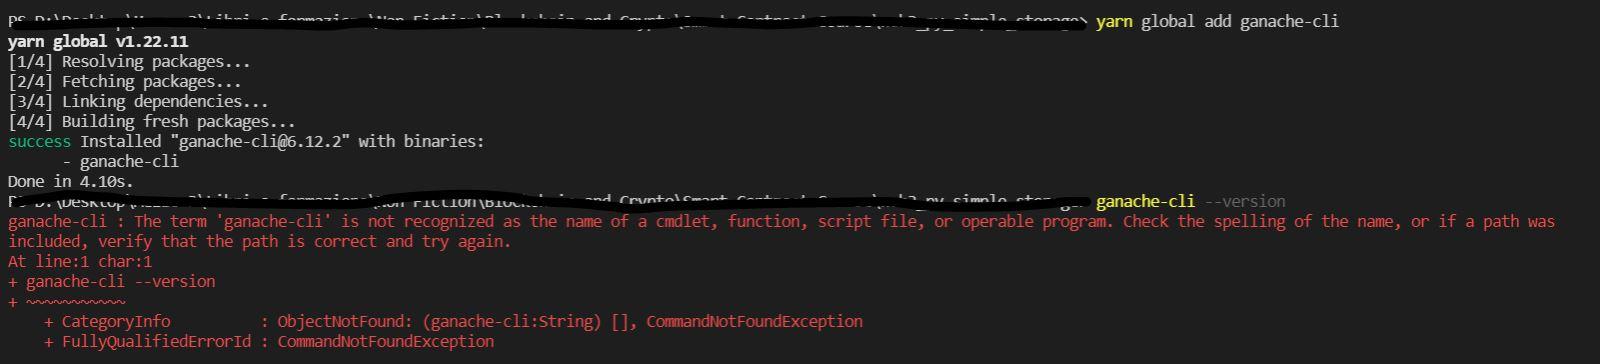 yarn global add ganache-cli
yarn global v1.22.11
[1/4] Resolving packages...
[2/4] Fetching packages...
[3/4] Linking dependencies...
[4/4] Building fresh packages...
success Installed "ganache-cli@6.12.2" with binaries:
- ganache-cli
Done in 4.10s.
ganache-cli --version
ganache-cli : The term 'ganache-cli' is not recognized as the name of a cmdlet, function, script file, or operable program. Check the spelling of the name, or if a path was
included, verify that the path is correct and try again.
At line:1 char:1
+ ganache-cli --version
+ ~~~~~~~~~~~
+ CategoryInfo : ObjectNotFound: (ganache-cli:String) [], CommandNotFoundException
+ FullyQualifiedErrorId : CommandNotFoundException